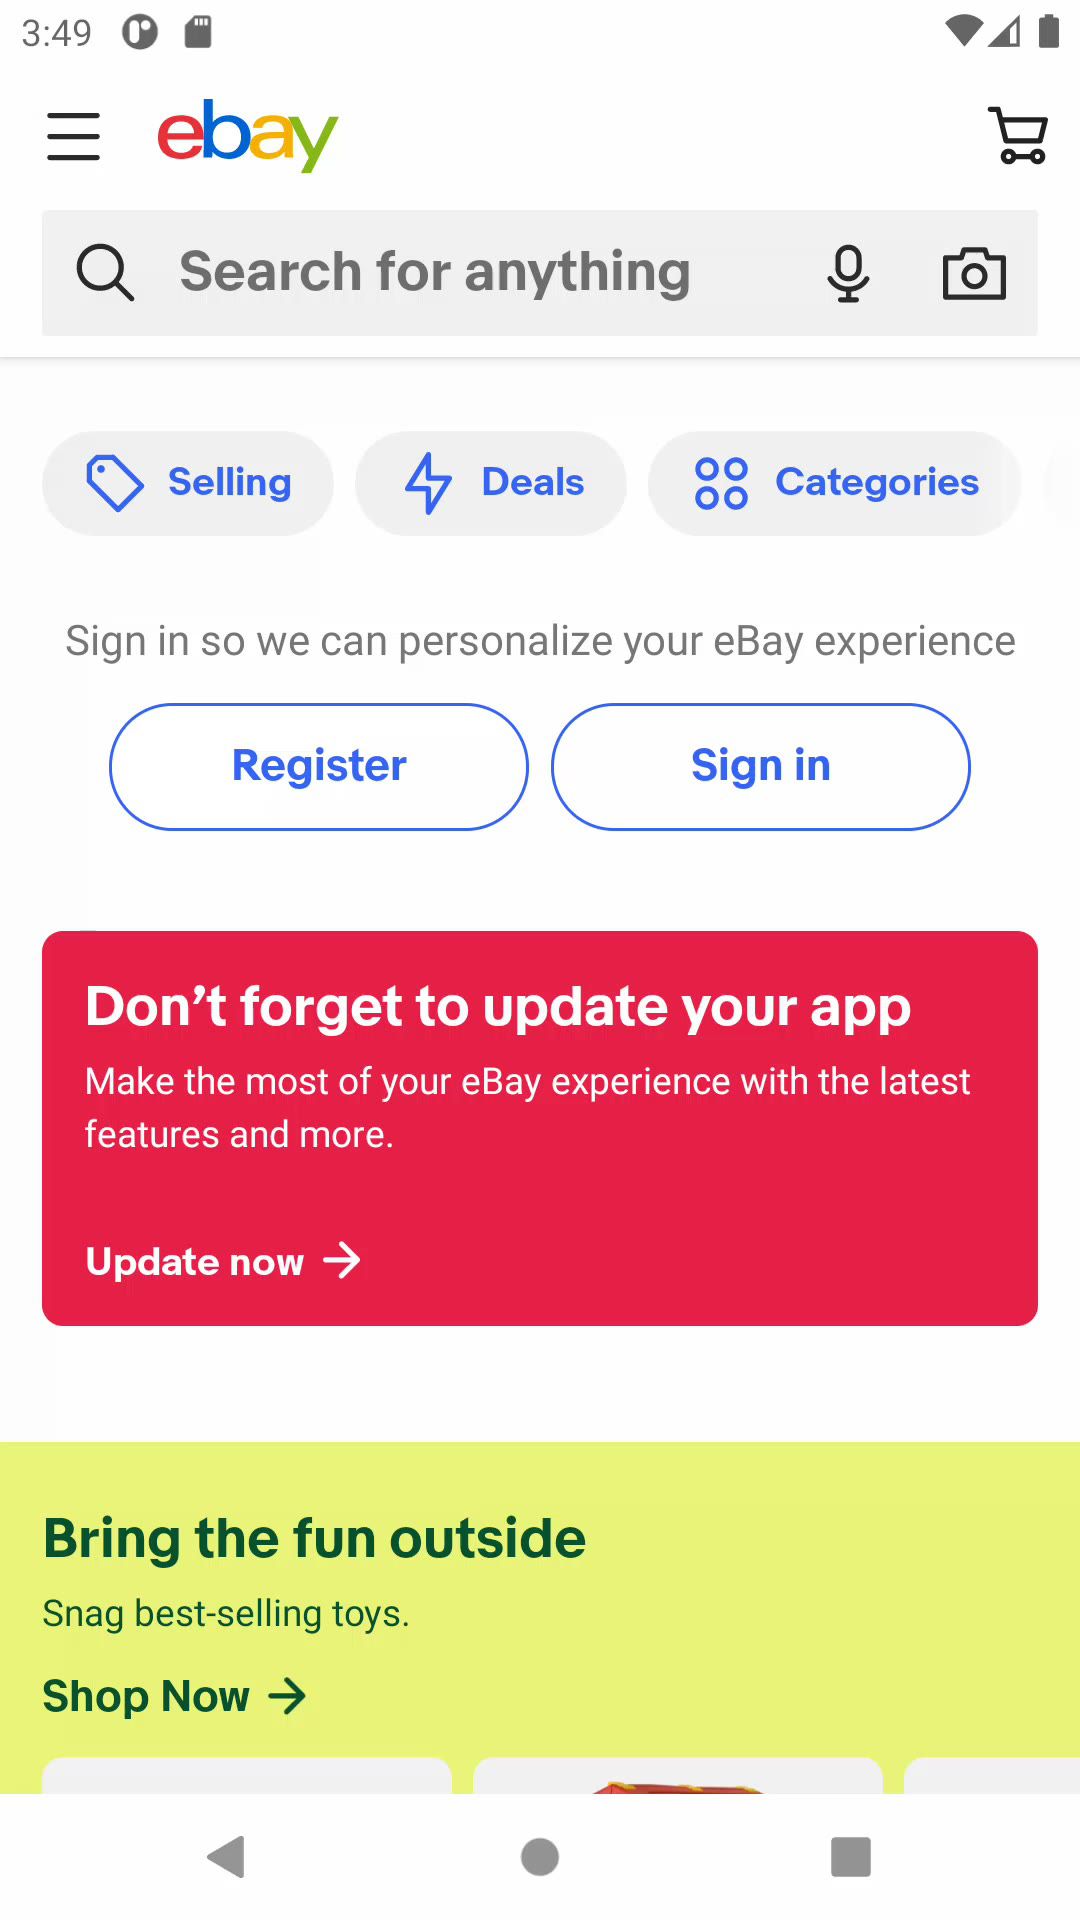 3:49
ebay
Search for anything
Selling
Deals
Categories
Sign in so we can personalize your eBay experience
Register
Sign in
Don’t forget to update your app
Make the most of your eBay experience with the latest
features and more.
Update now
Bring the fun outside
Snag best-selling toys.
Shop Now